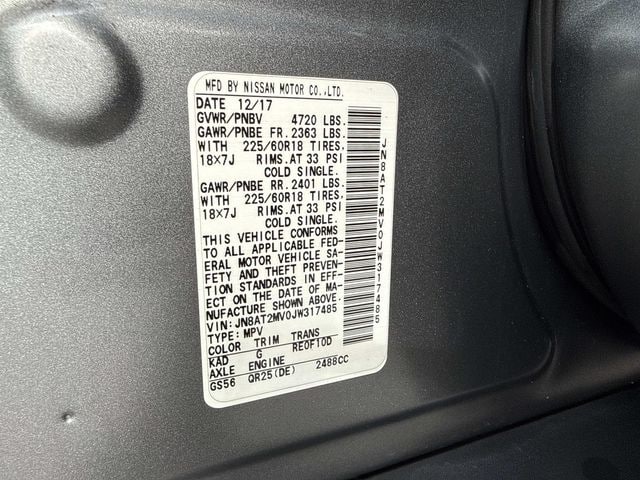 MFD BY NISSAN MOTOR CO.,LTD.
DATE 12/17
GVWR/PNBV 4720 LBS.
GAWR/PNBE FR. 2363 LBS.
WITH 225/60R18 TIRES.
18×7J RIMS.AT 33 PSI
COLD SINGLE.
GAWR/PNBE RR. 2401 LBS.
WITH 225/60R18 TIRES.
18×7J RIMS.AT 33 PSI
COLD SINGLE.
THIS VEHICLE CONFORMS
TO ALL APPLICABLE FED-
ERAL MOTOR VEHICLE SA-
FETY AND THEFT PREVEN-
TION STANDARDS IN EFF-
ECT ON THE DATE OF MA-
NUFACTURE SHOWN ABOVE.
VIN: JN8AT2MV0JW317485
TYPE: MPV
COLOR TRIM TRANS
KAD G RE0F10D
AXLE ENGINE
GS56 QR25(DE) 2488CC
JN8AT2MV0JW317485